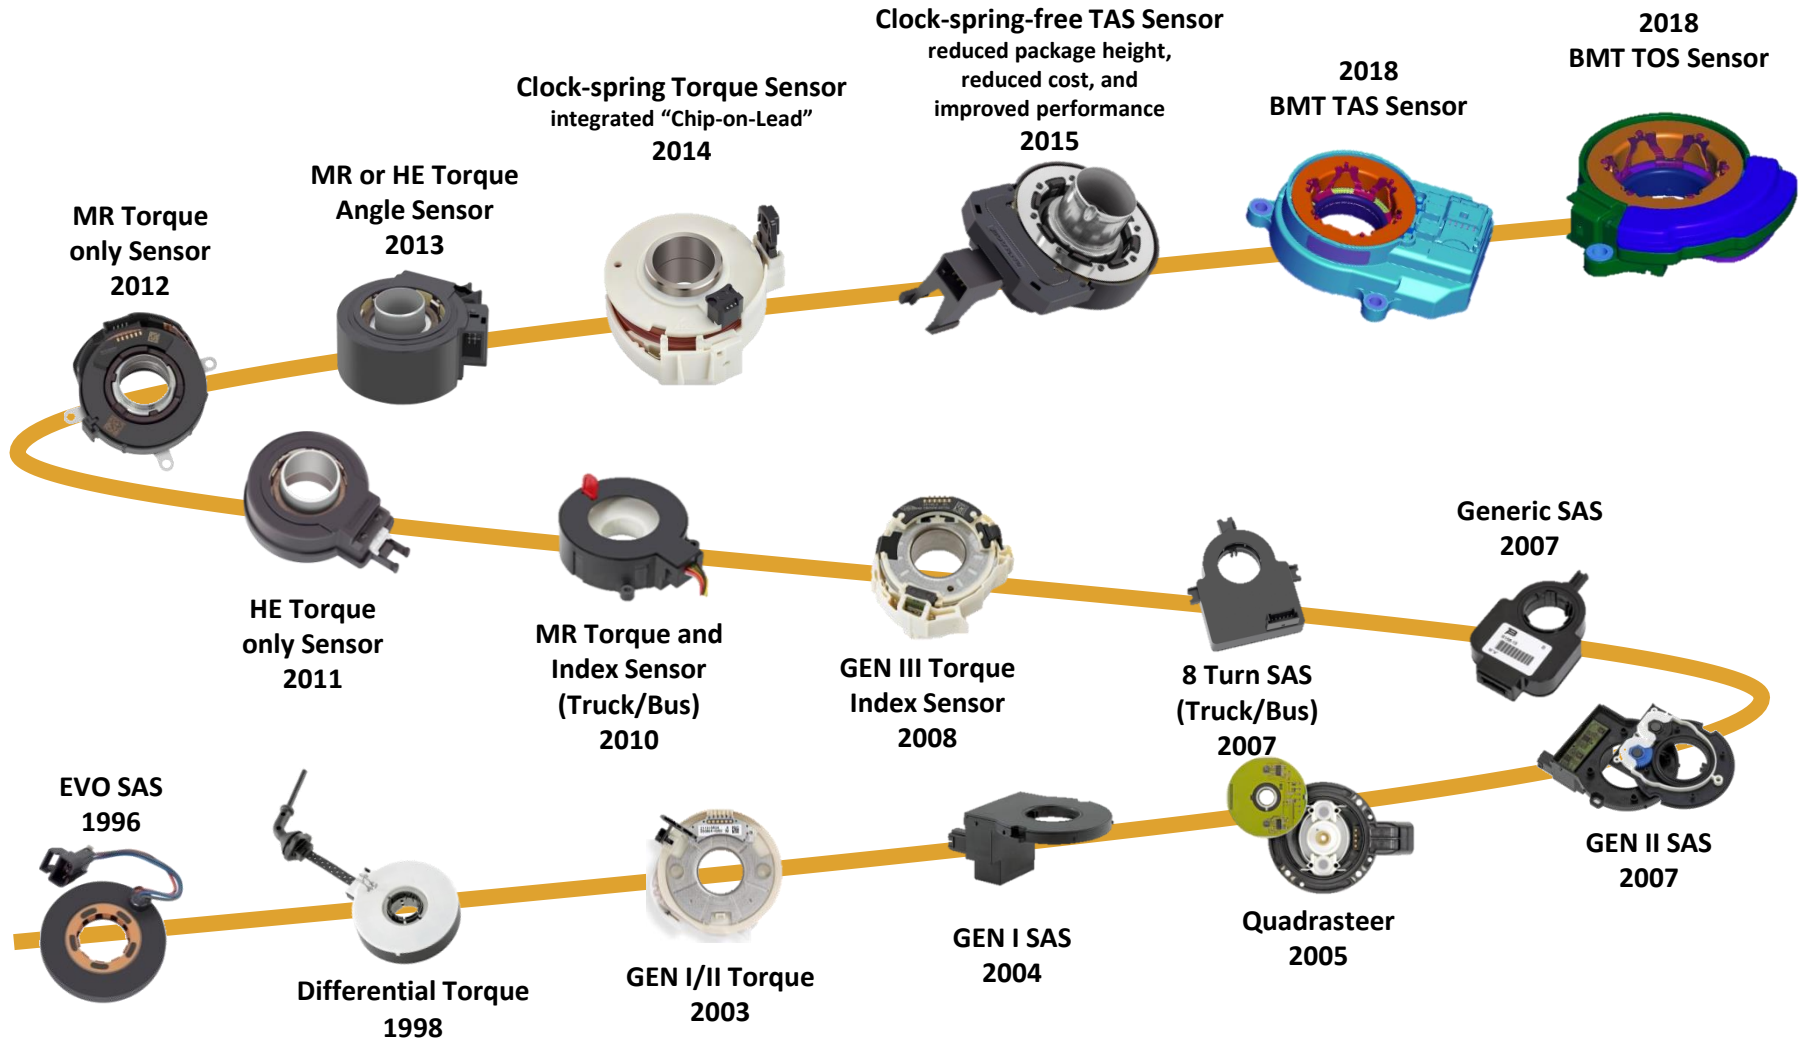 Clock-spring-free TAS Sensor
reduced package height,
reduced cost, and
improved performance
2015
2018
BMT TOS Sensor
2018
BMT TAS Sensor
Clock-spring Torque Sensor
integrated “Chip-on-Lead”
2014
MR or HE Torque
Angle Sensor
2013
MR Torque
only Sensor
2012
HE Torque
only Sensor
2011
MR Torque and
Index Sensor
(Truck/Bus)
2010
GEN III Torque
Index Sensor
2008
8 Turn SAS
(Truck/Bus)
2007
Generic SAS
2007
GEN II SAS
2007
Quadrasteer
2005
GEN I SAS
2004
GEN I/II Torque
2003
Differential Torque
1998
EVO SAS
1996